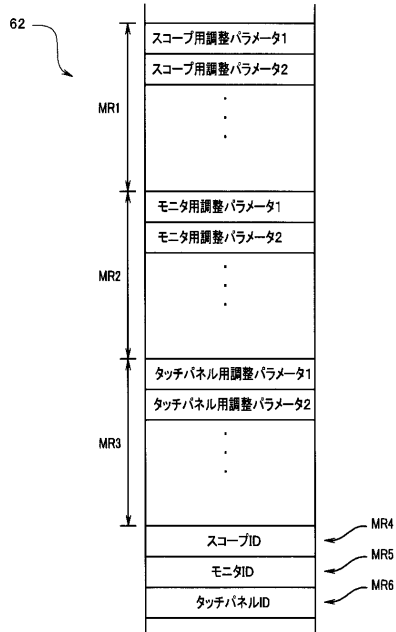 62
スコープ用調整パラメータ1
スコープ用調整パラメータ2
MR1
モニタ用調整パラメータ1
モニタ用調整パラメータ2
MR2
タッチパネル用調整パラメータ1
タッチパネル用調整パラメータ2
MR3
スコープID
MR4
モニタID
MR5
タッチパネルID
MR6